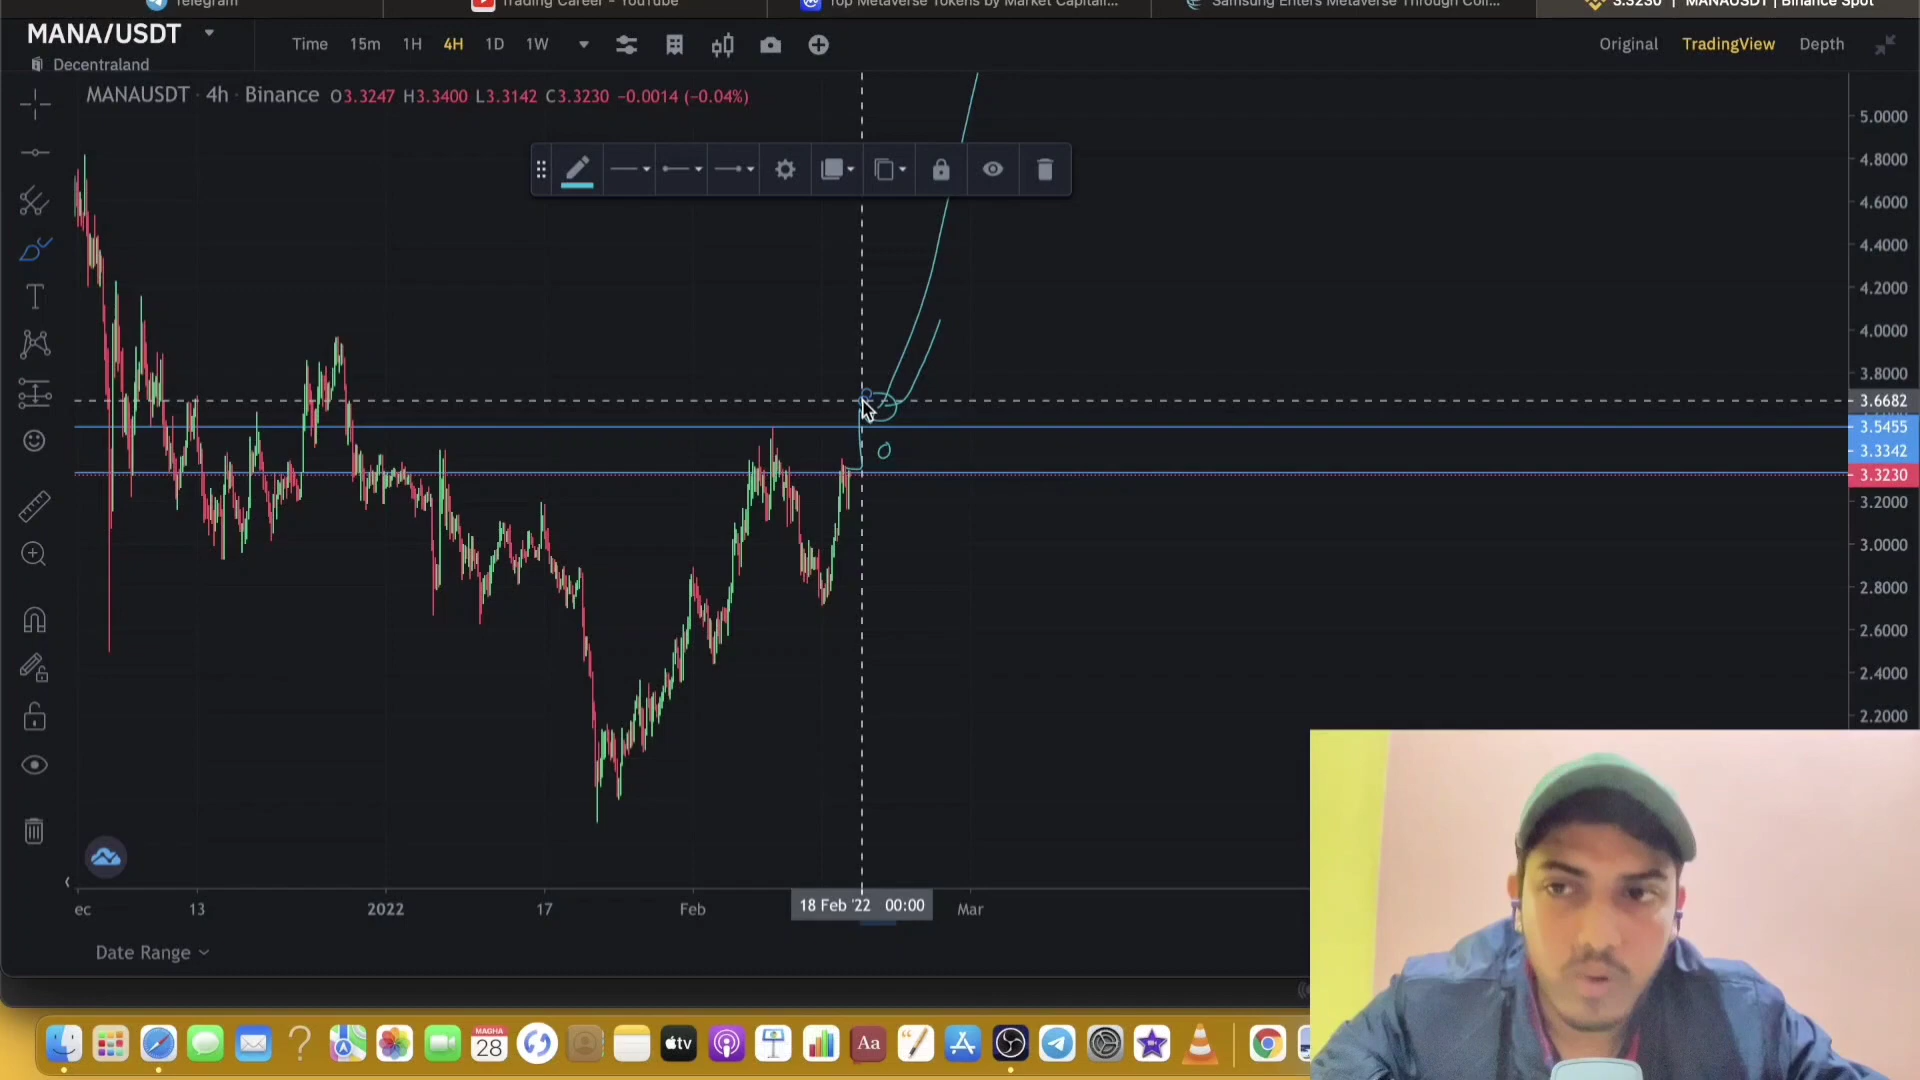 Telegram
Trading Career - YouTube
Top Metaverse Tokens by Market Capitali...
Samsung Enters Metaverse Through Coll...
3.3230 | MANAUSDT | Binance Spot
MANA/USDT
Decentraland
Time 15m 1H 4H 1D 1W
Original TradingView Depth
MANAUSDT · 4h · Binance O3.3247 H3.3400 L3.3142 C3.3230 −0.0014 (−0.04%)
5.0000
4.8000
4.6000
4.4000
4.2000
4.0000
3.8000
3.6682
3.5455
3.3342
3.3230
3.2000
3.0000
2.8000
2.6000
2.4000
2.2000
ec 13 2022 17 Feb 18 Feb '22 00:00 Mar
Date Range
MAGHA
28
tv
Aa